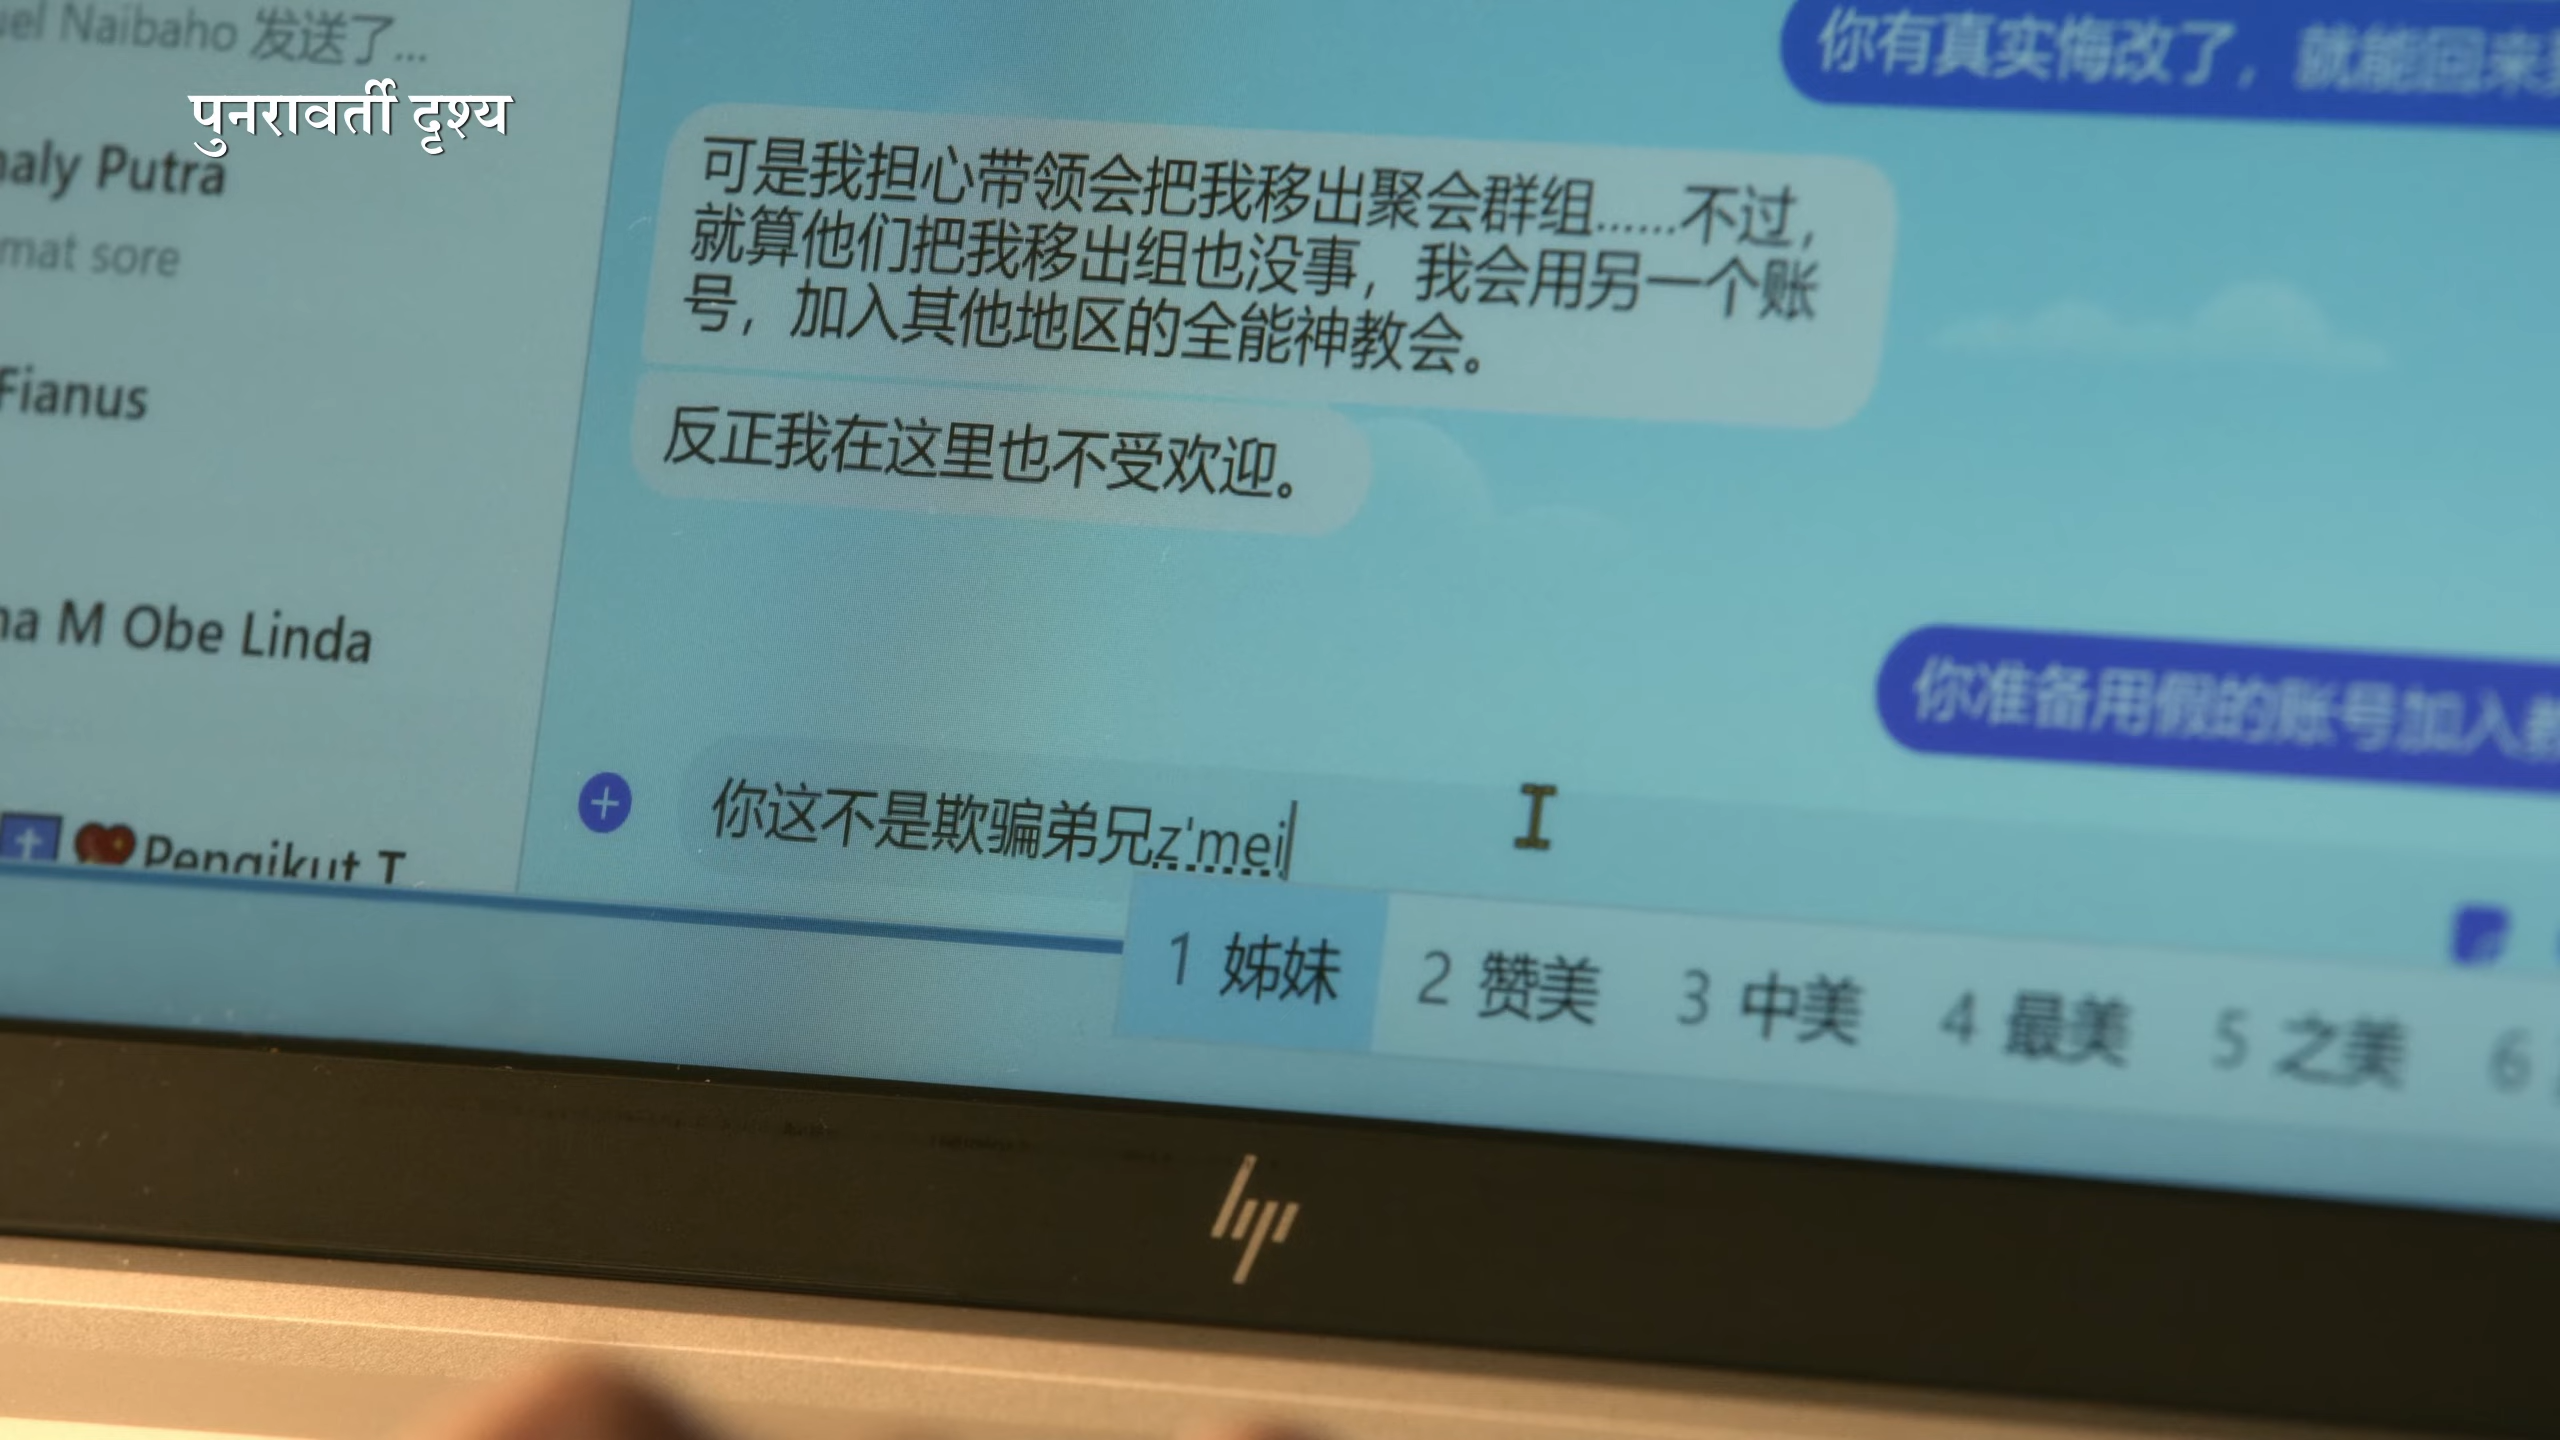 Naibaho 发送了...
पुनरावर्ती दृश्य
Putra
mat sore
Fianus
M Obe Linda
Pengikut T
你有真实悔改了，就能回来
可是我担心带领会把我移出聚会群组......不过，
就算他们把我移出组也没事，我会用另一个账
号，加入其他地区的全能神教会。
反正我在这里也不受欢迎。
你准备用假的账号加入
你这不是欺骗弟兄z'mei
1 姊妹 2 赞美 3 中美 4 最美 5 之美 6
hp